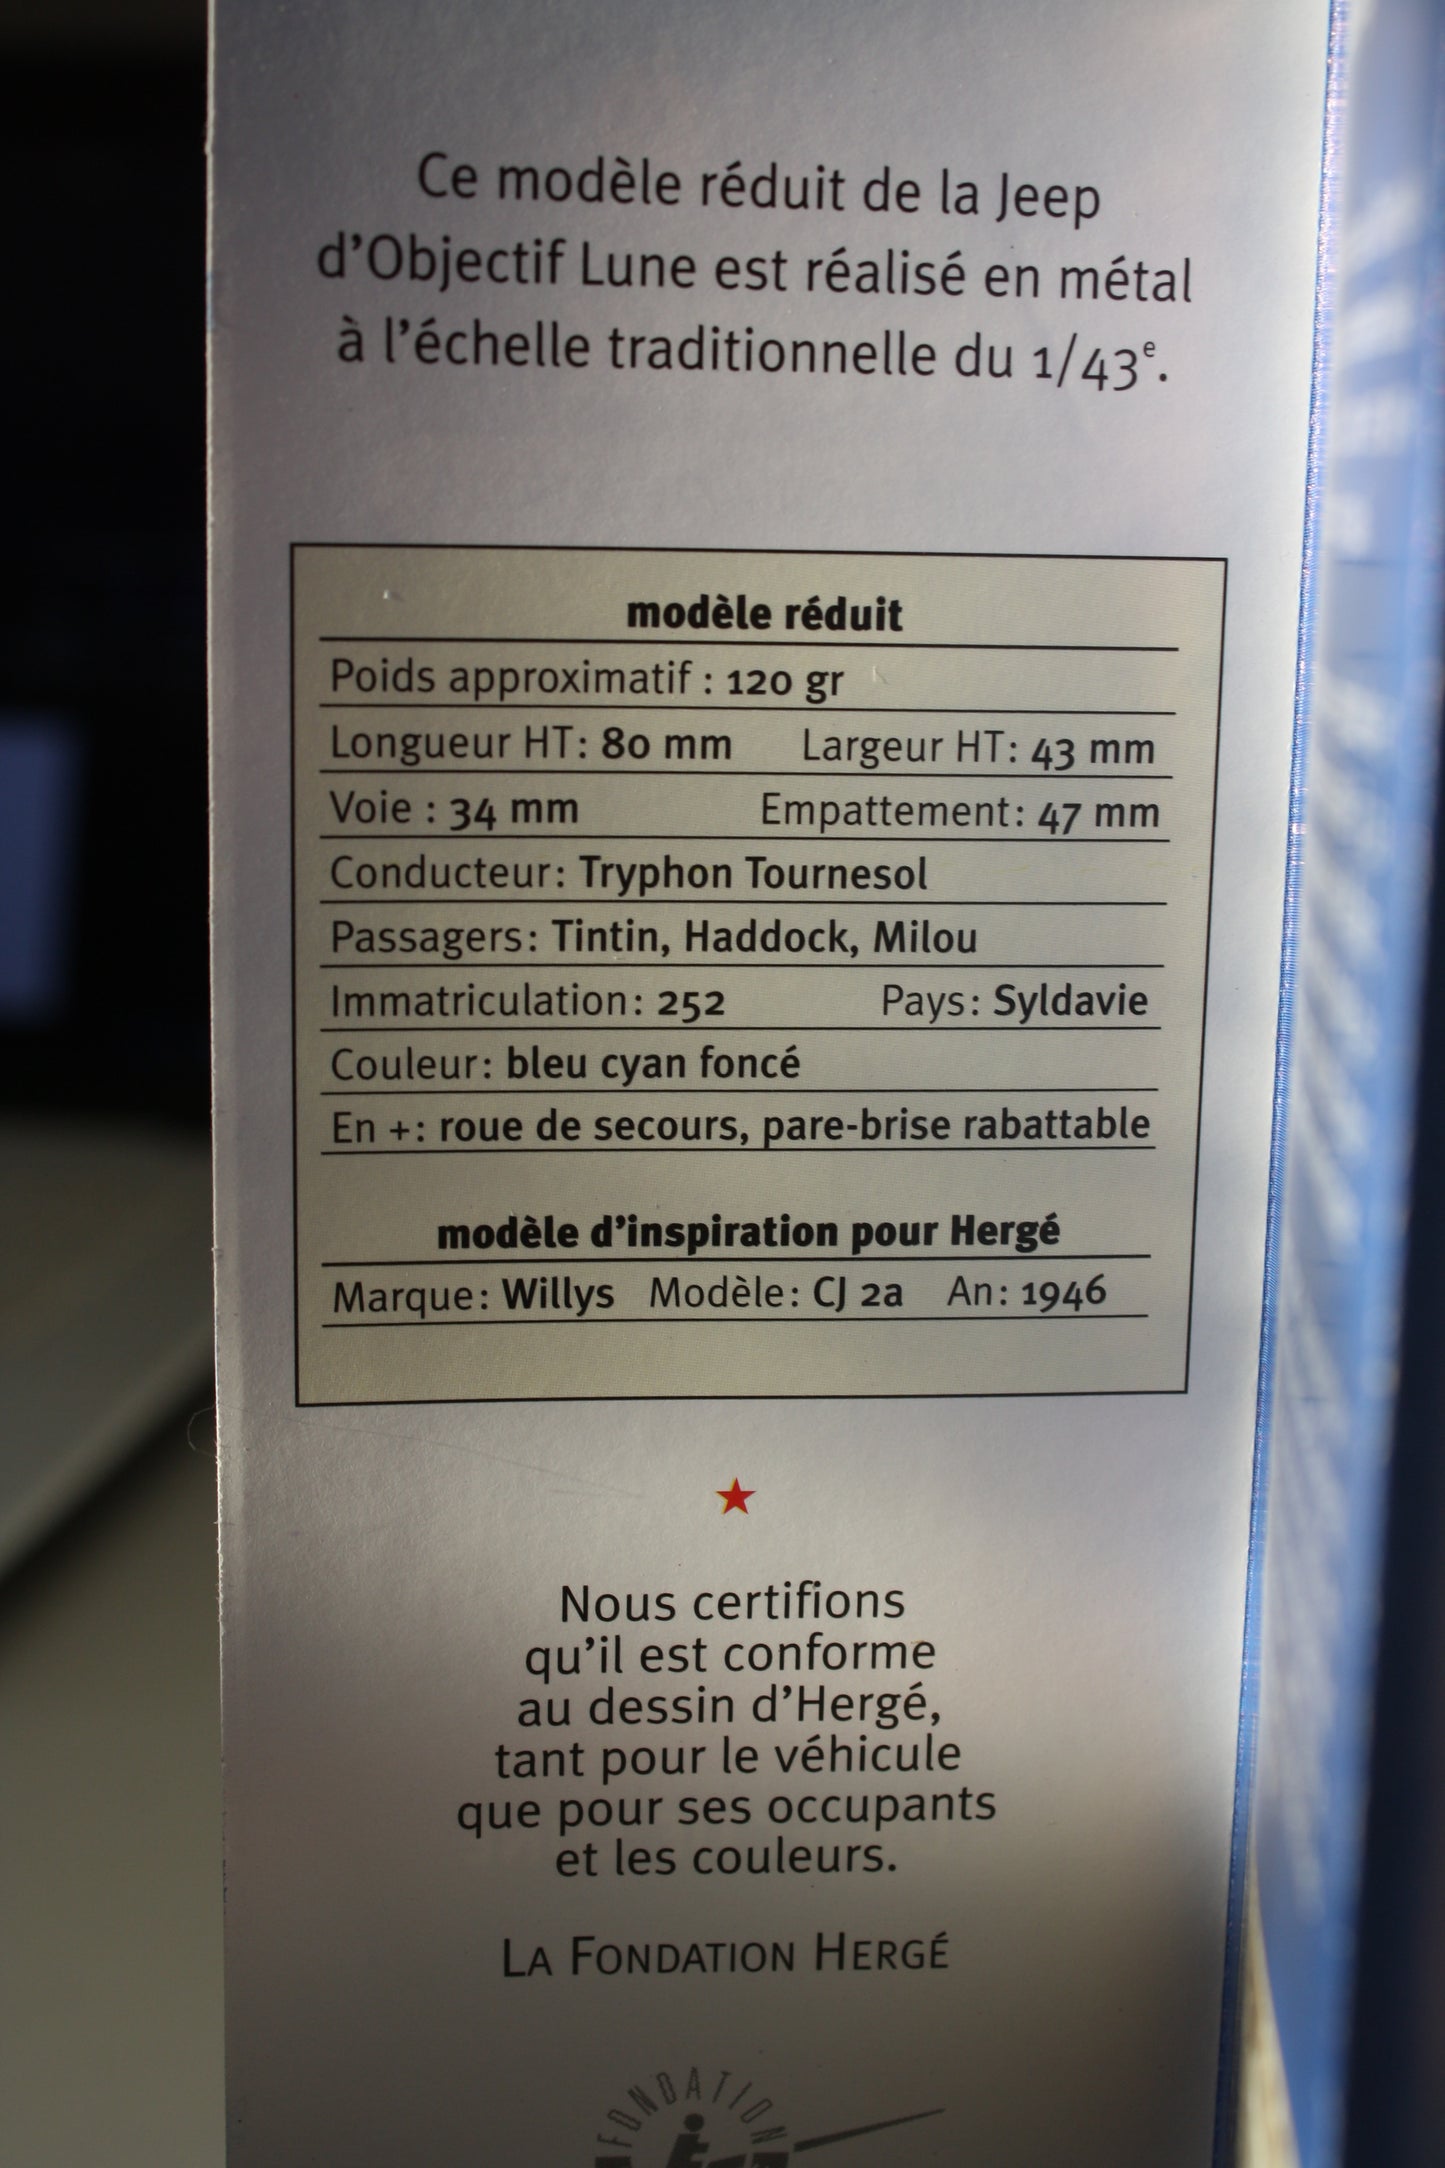 Ce modèle réduit de la Jeep
d’Objectif Lune est réalisé en métal
à l’échelle traditionnelle du 1/43e.
modèle réduit
Poids approximatif : 120 gr
Longueur HT: 80 mm Largeur HT: 43 mm
Voie : 34 mm Empattement: 47 mm
Conducteur: Tryphon Tournesol
Passagers: Tintin, Haddock, Milou
Immatriculation: 252 Pays: Syldavie
Couleur: bleu cyan foncé
En +: roue de secours, pare-brise rabattable
modèle d’inspiration pour Hergé
Marque: Willys Modèle: CJ 2a An: 1946
Nous certifions
qu’il est conforme
au dessin d’Hergé,
tant pour le véhicule
que pour ses occupants
et les couleurs.
LA FONDATION HERGÉ
FONDATION